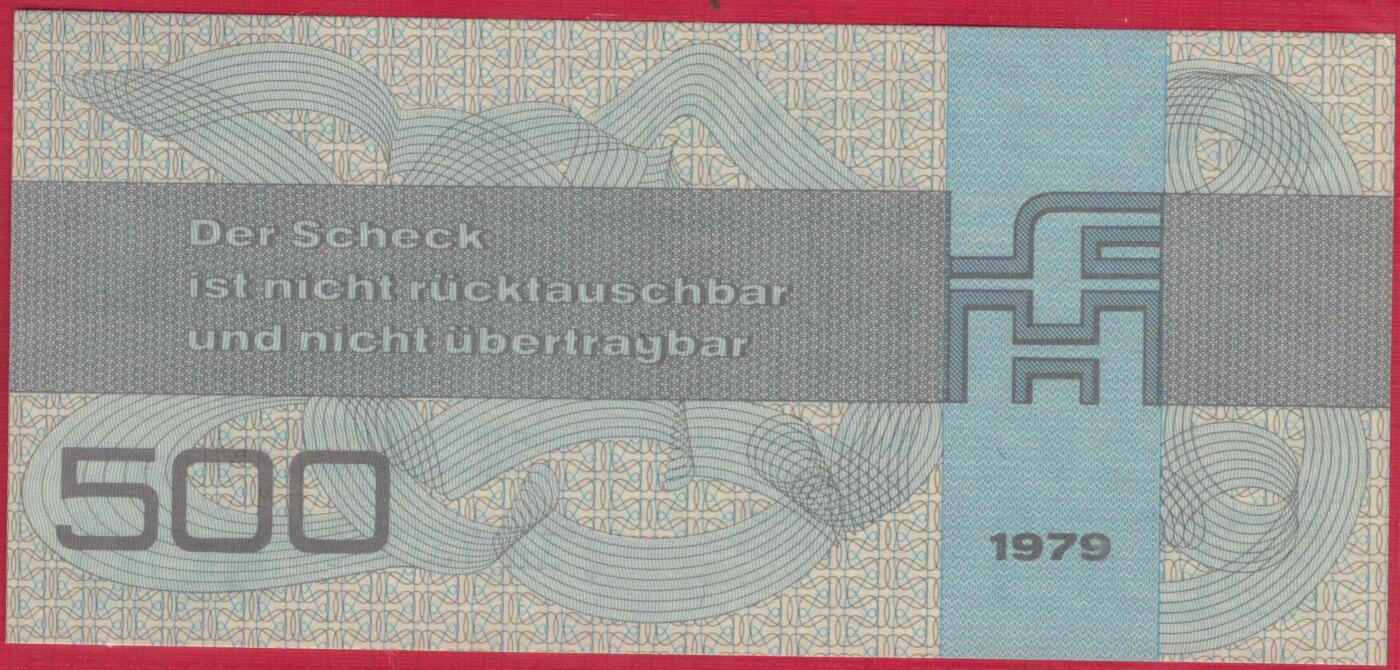 Der Scheck
ist nicht rücktauschbar
und nicht übertragbar
500
1979